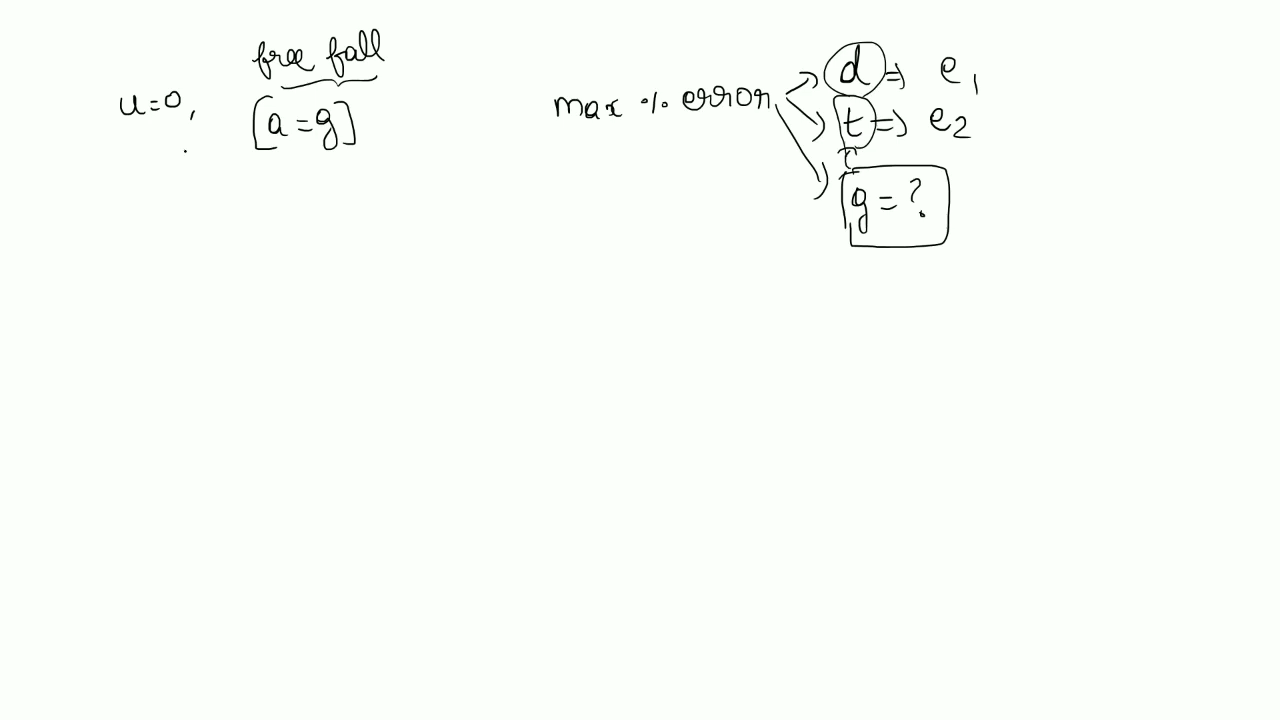 free fall
u=0, [a=g]
max % error
d ⇒ e₁
t ⇒ e₂
g = ?